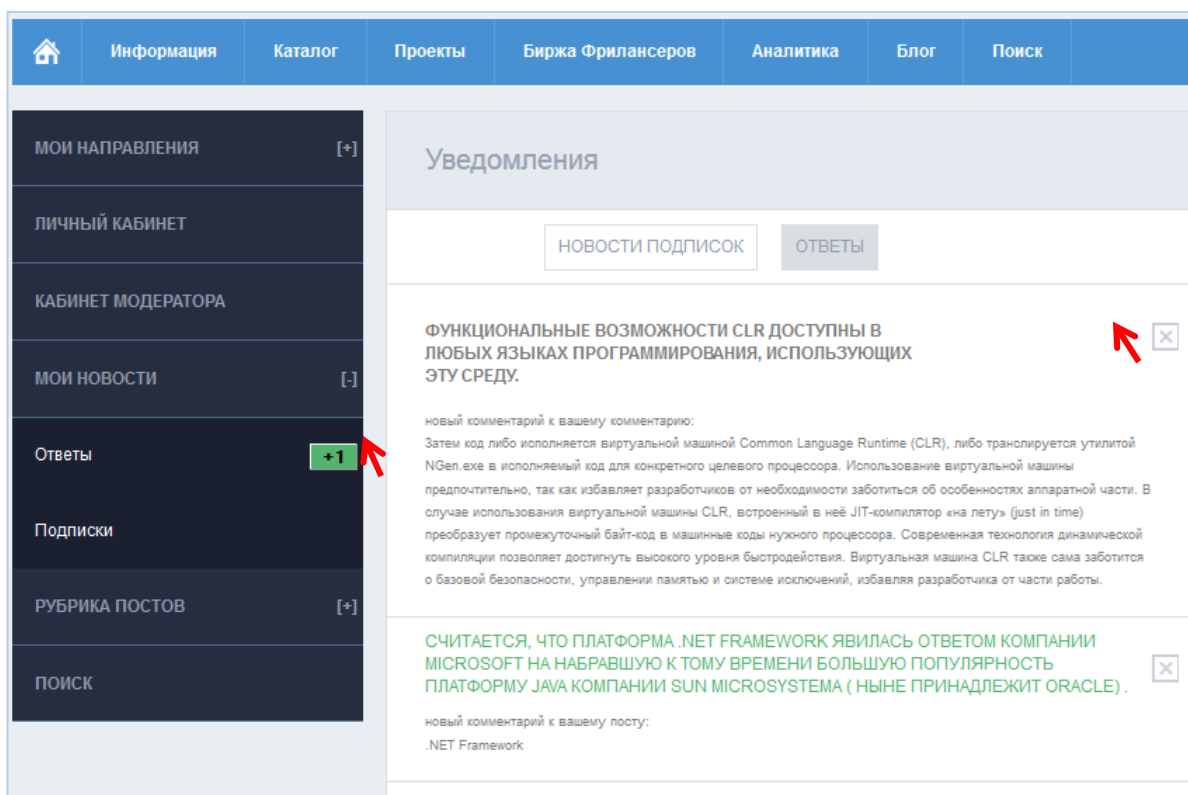 Информация Каталог Проекты Биржа Фрилансеров Аналитика Блог Поиск
МОИ НАПРАВЛЕНИЯ [+]
ЛИЧНЫЙ КАБИНЕТ
КАБИНЕТ МОДЕРАТОРА
МОИ НОВОСТИ [-]
Ответы +1
Подписки
РУБРИКА ПОСТОВ [+]
ПОИСК
Уведомления
НОВОСТИ ПОДПИСОК ОТВЕТЫ
ФУНКЦИОНАЛЬНЫЕ ВОЗМОЖНОСТИ CLR ДОСТУПНЫ В
ЛЮБЫХ ЯЗЫКАХ ПРОГРАММИРОВАНИЯ, ИСПОЛЬЗУЮЩИХ
ЭТУ СРЕДУ.
новый комментарий к вашему комментарию:
Затем код либо исполняется виртуальной машиной Common Language Runtime (CLR), либо транслируется утилитой
NGen.exe в исполняемый код для конкретного целевого процессора. Использование виртуальной машины
предпочтительно, так как избавляет разработчиков от необходимости заботиться об особенностях аппаратной части. В
случае использования виртуальной машины CLR, встроенный в неё JIT-компилятор «на лету» (just in time)
преобразует промежуточный байт-код в машинные коды нужного процессора. Современная технология динамической
компиляции позволяет достигнуть высокого уровня быстродействия. Виртуальная машина CLR также сама заботится
о базовой безопасности, управлении памятью и системе исключений, избавляя разработчика от части работы.
СЧИТАЕТСЯ, ЧТО ПЛАТФОРМА .NET FRAMEWORK ЯВИЛАСЬ ОТВЕТОМ КОМПАНИИ
MICROSOFT НА НАБРАВШУЮ К ТОМУ ВРЕМЕНИ БОЛЬШУЮ ПОПУЛЯРНОСТЬ
ПЛАТФОРМУ JAVA КОМПАНИИ SUN MICROSYSTEMA ( НЫНЕ ПРИНАДЛЕЖИТ ORACLE) .
новый комментарий к вашему посту:
.NET Framework